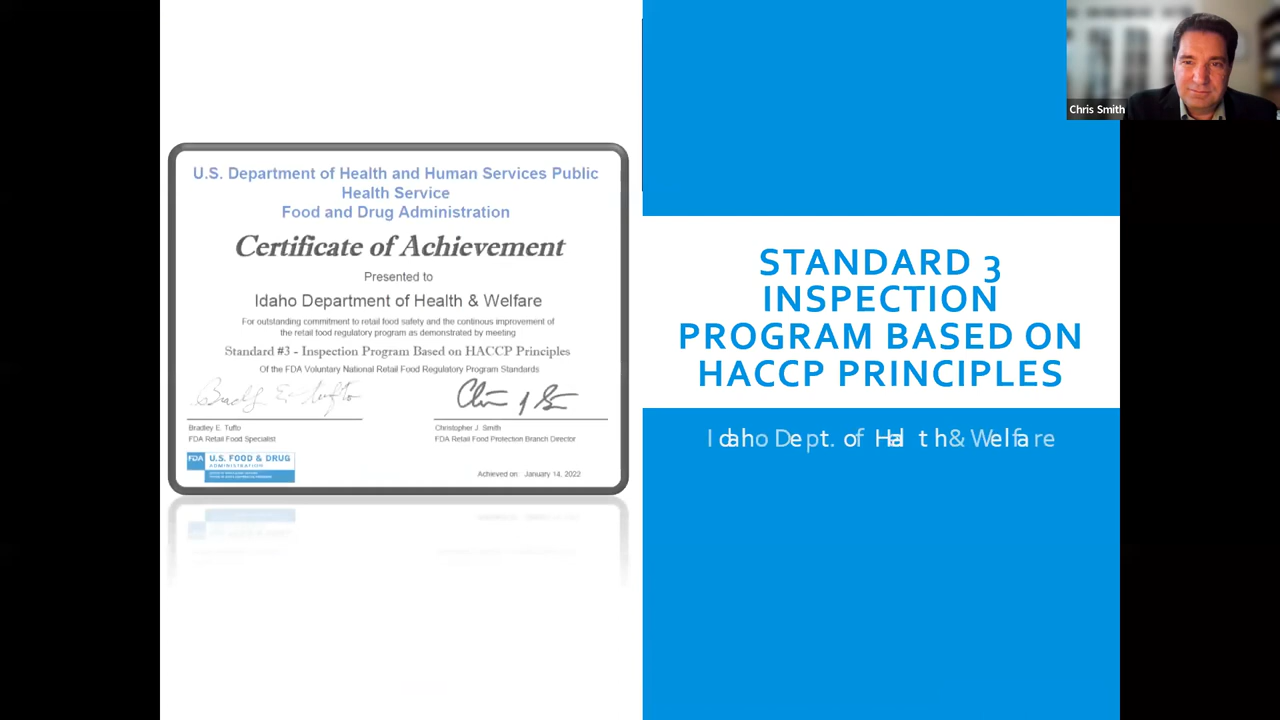 U.S. Department of Health and Human Services Public
Health Service
Food and Drug Administration
Certificate of Achievement
Presented to
Idaho Department of Health & Welfare
For outstanding commitment to retail food safety and the continous improvement of
the retail food regulatory program as demonstrated by meeting
Standard #3 - Inspection Program Based on HACCP Principles
Of the FDA Voluntary National Retail Food Regulatory Program Standards
Bradley E. Tufto
FDA Retail Food Specialist
Christopher J. Smith
FDA Retail Food Protection Branch Director
FDA U.S. FOOD & DRUG
ADMINISTRATION
Achieved on: January 14, 2022
STANDARD 3
INSPECTION
PROGRAM BASED ON
HACCP PRINCIPLES
Idaho Dept. of Health & Welfare
Chris Smith